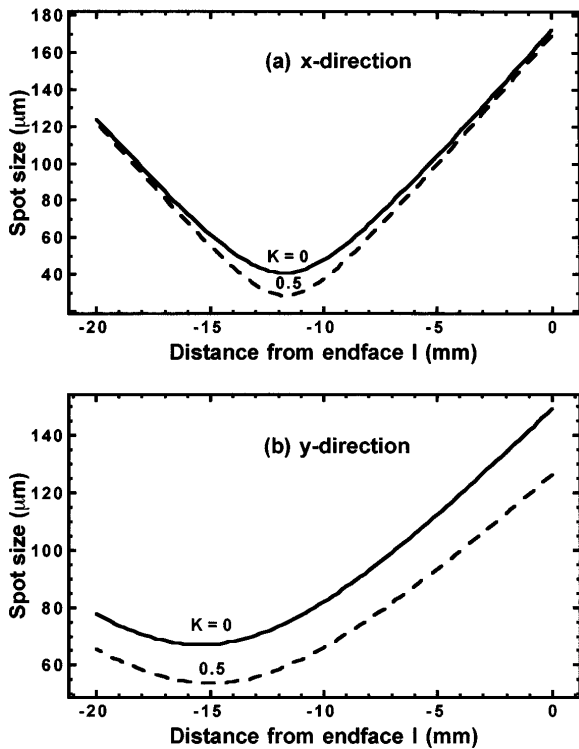 180
160
140
120
100
80
60
40
Spot size (μm)
(a) x-direction
K = 0
0.5
-20 -15 -10 -5 0
Distance from endface I (mm)
140
120
100
80
60
Spot size (μm)
(b) y-direction
K = 0
0.5
-20 -15 -10 -5 0
Distance from endface I (mm)